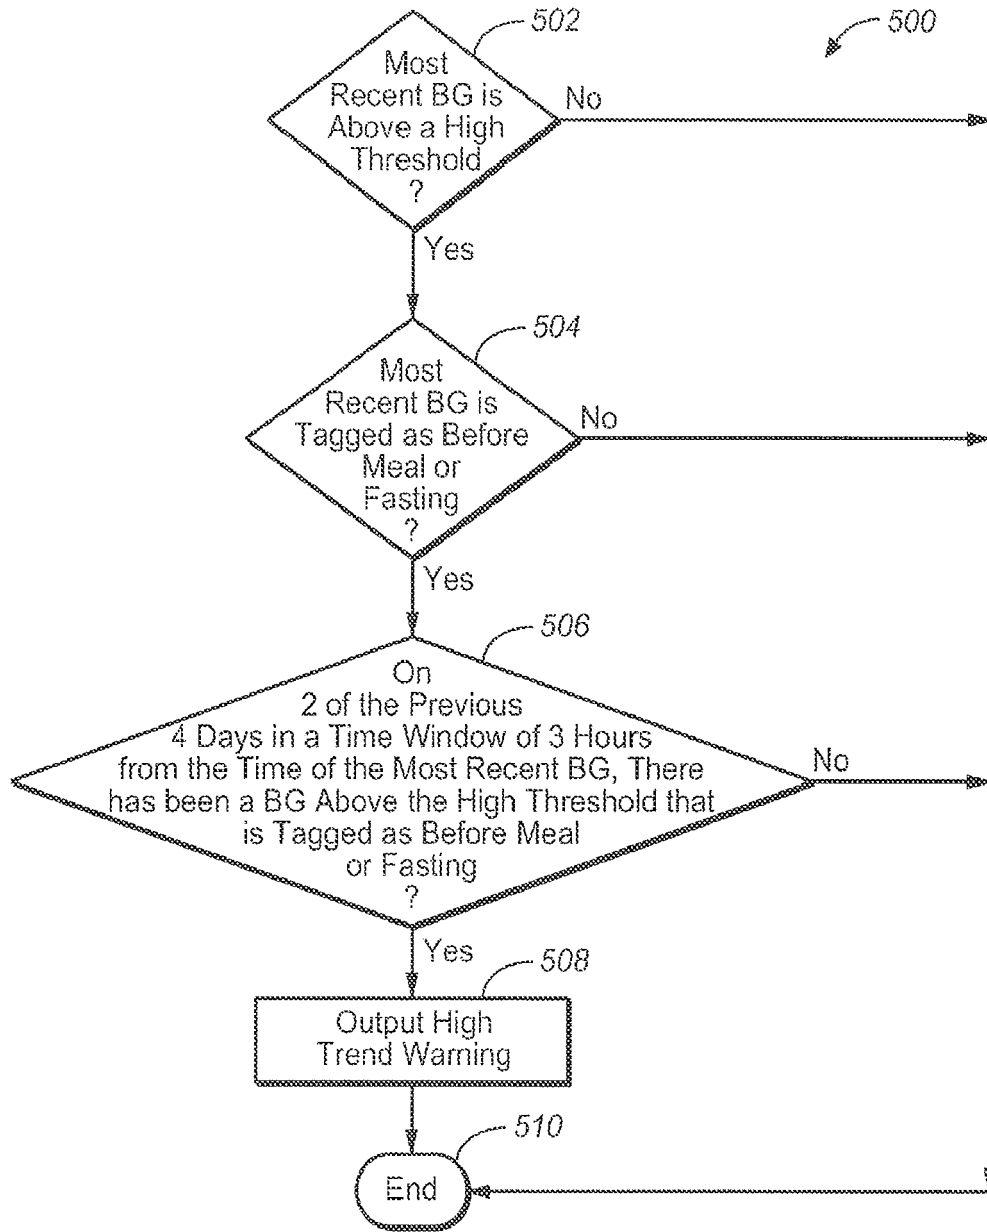 502
500
Most
Recent BG is
Above a High
Threshold
?
No
Yes
504
Most
Recent BG is
Tagged as Before
Meal or
Fasting
?
No
Yes
506
On
2 of the Previous
4 Days in a Time Window of 3 Hours
from the Time of the Most Recent BG, There
has been a BG Above the High Threshold that
is Tagged as Before Meal
or Fasting
?
No
Yes
508
Output High
Trend Warning
510
End